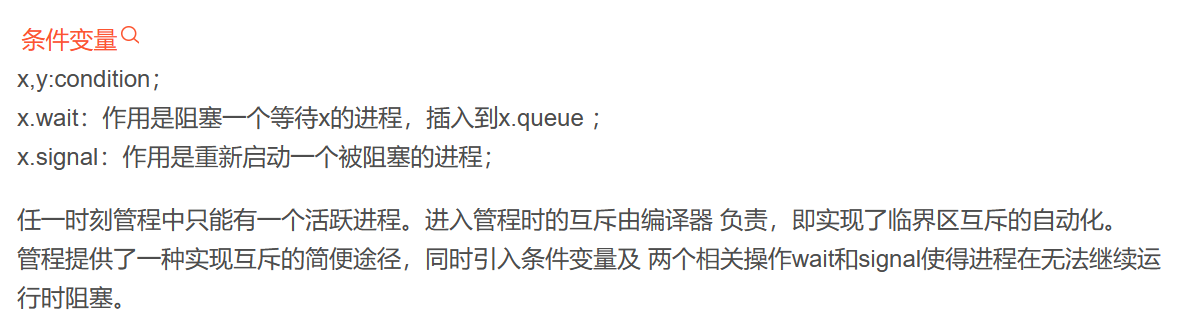 条件变量
x,y:condition；
x.wait：作用是阻塞一个等待x的进程，插入到x.queue ；
x.signal：作用是重新启动一个被阻塞的进程；
任一时刻管程中只能有一个活跃进程。进入管程时的互斥由编译器 负责，即实现了临界区互斥的自动化。
管程提供了一种实现互斥的简便途径，同时引入条件变量及 两个相关操作wait和signal使得进程在无法继续运
行时阻塞。